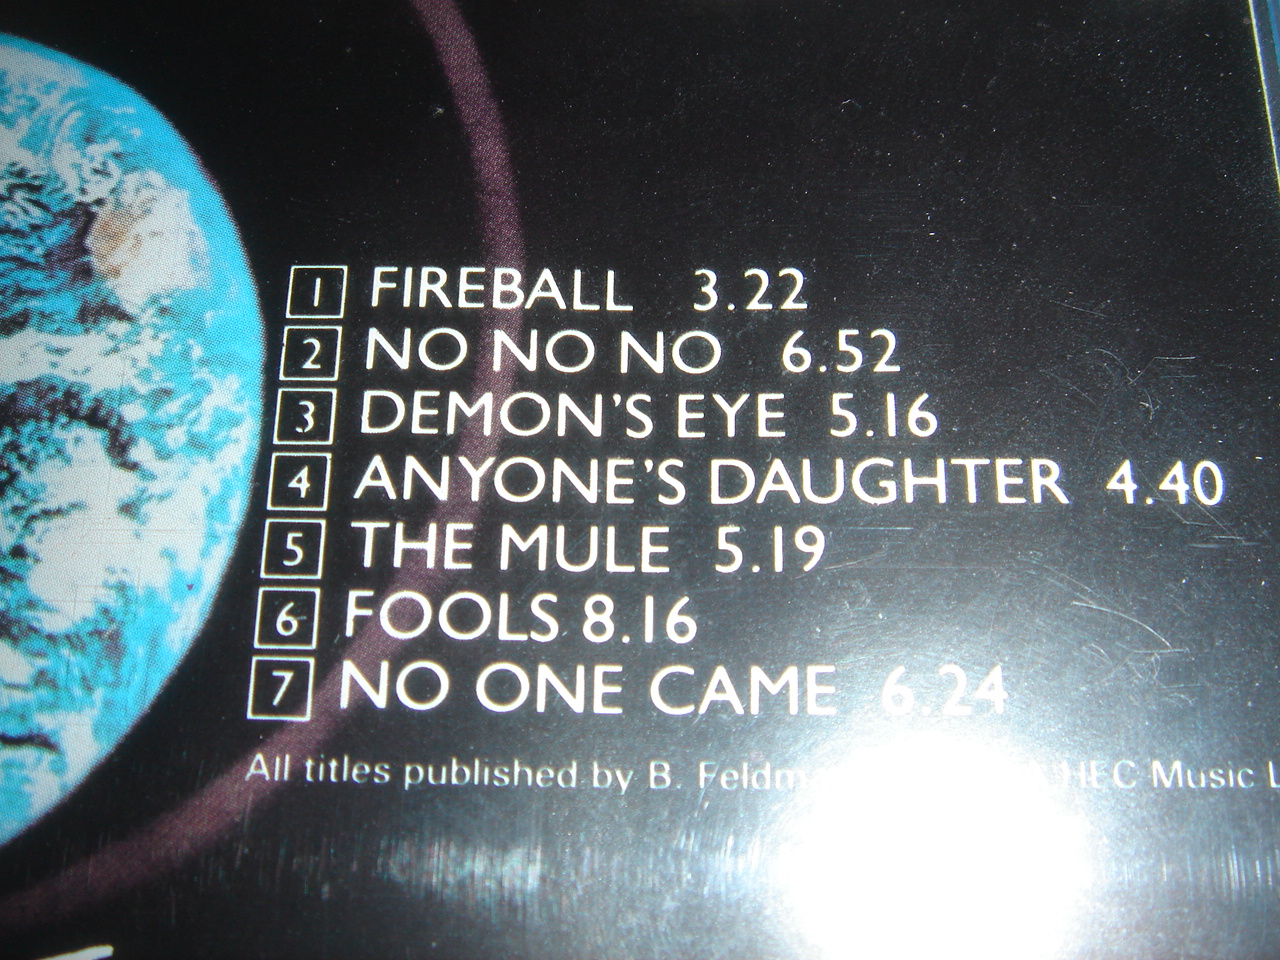 1 FIREBALL 3.22
2 NO NO NO 6.52
3 DEMON'S EYE 5.16
4 ANYONE'S DAUGHTER 4.40
5 THE MULE 5.19
6 FOOLS 8.16
7 NO ONE CAME 6.24
All titles published by B. HEC Music